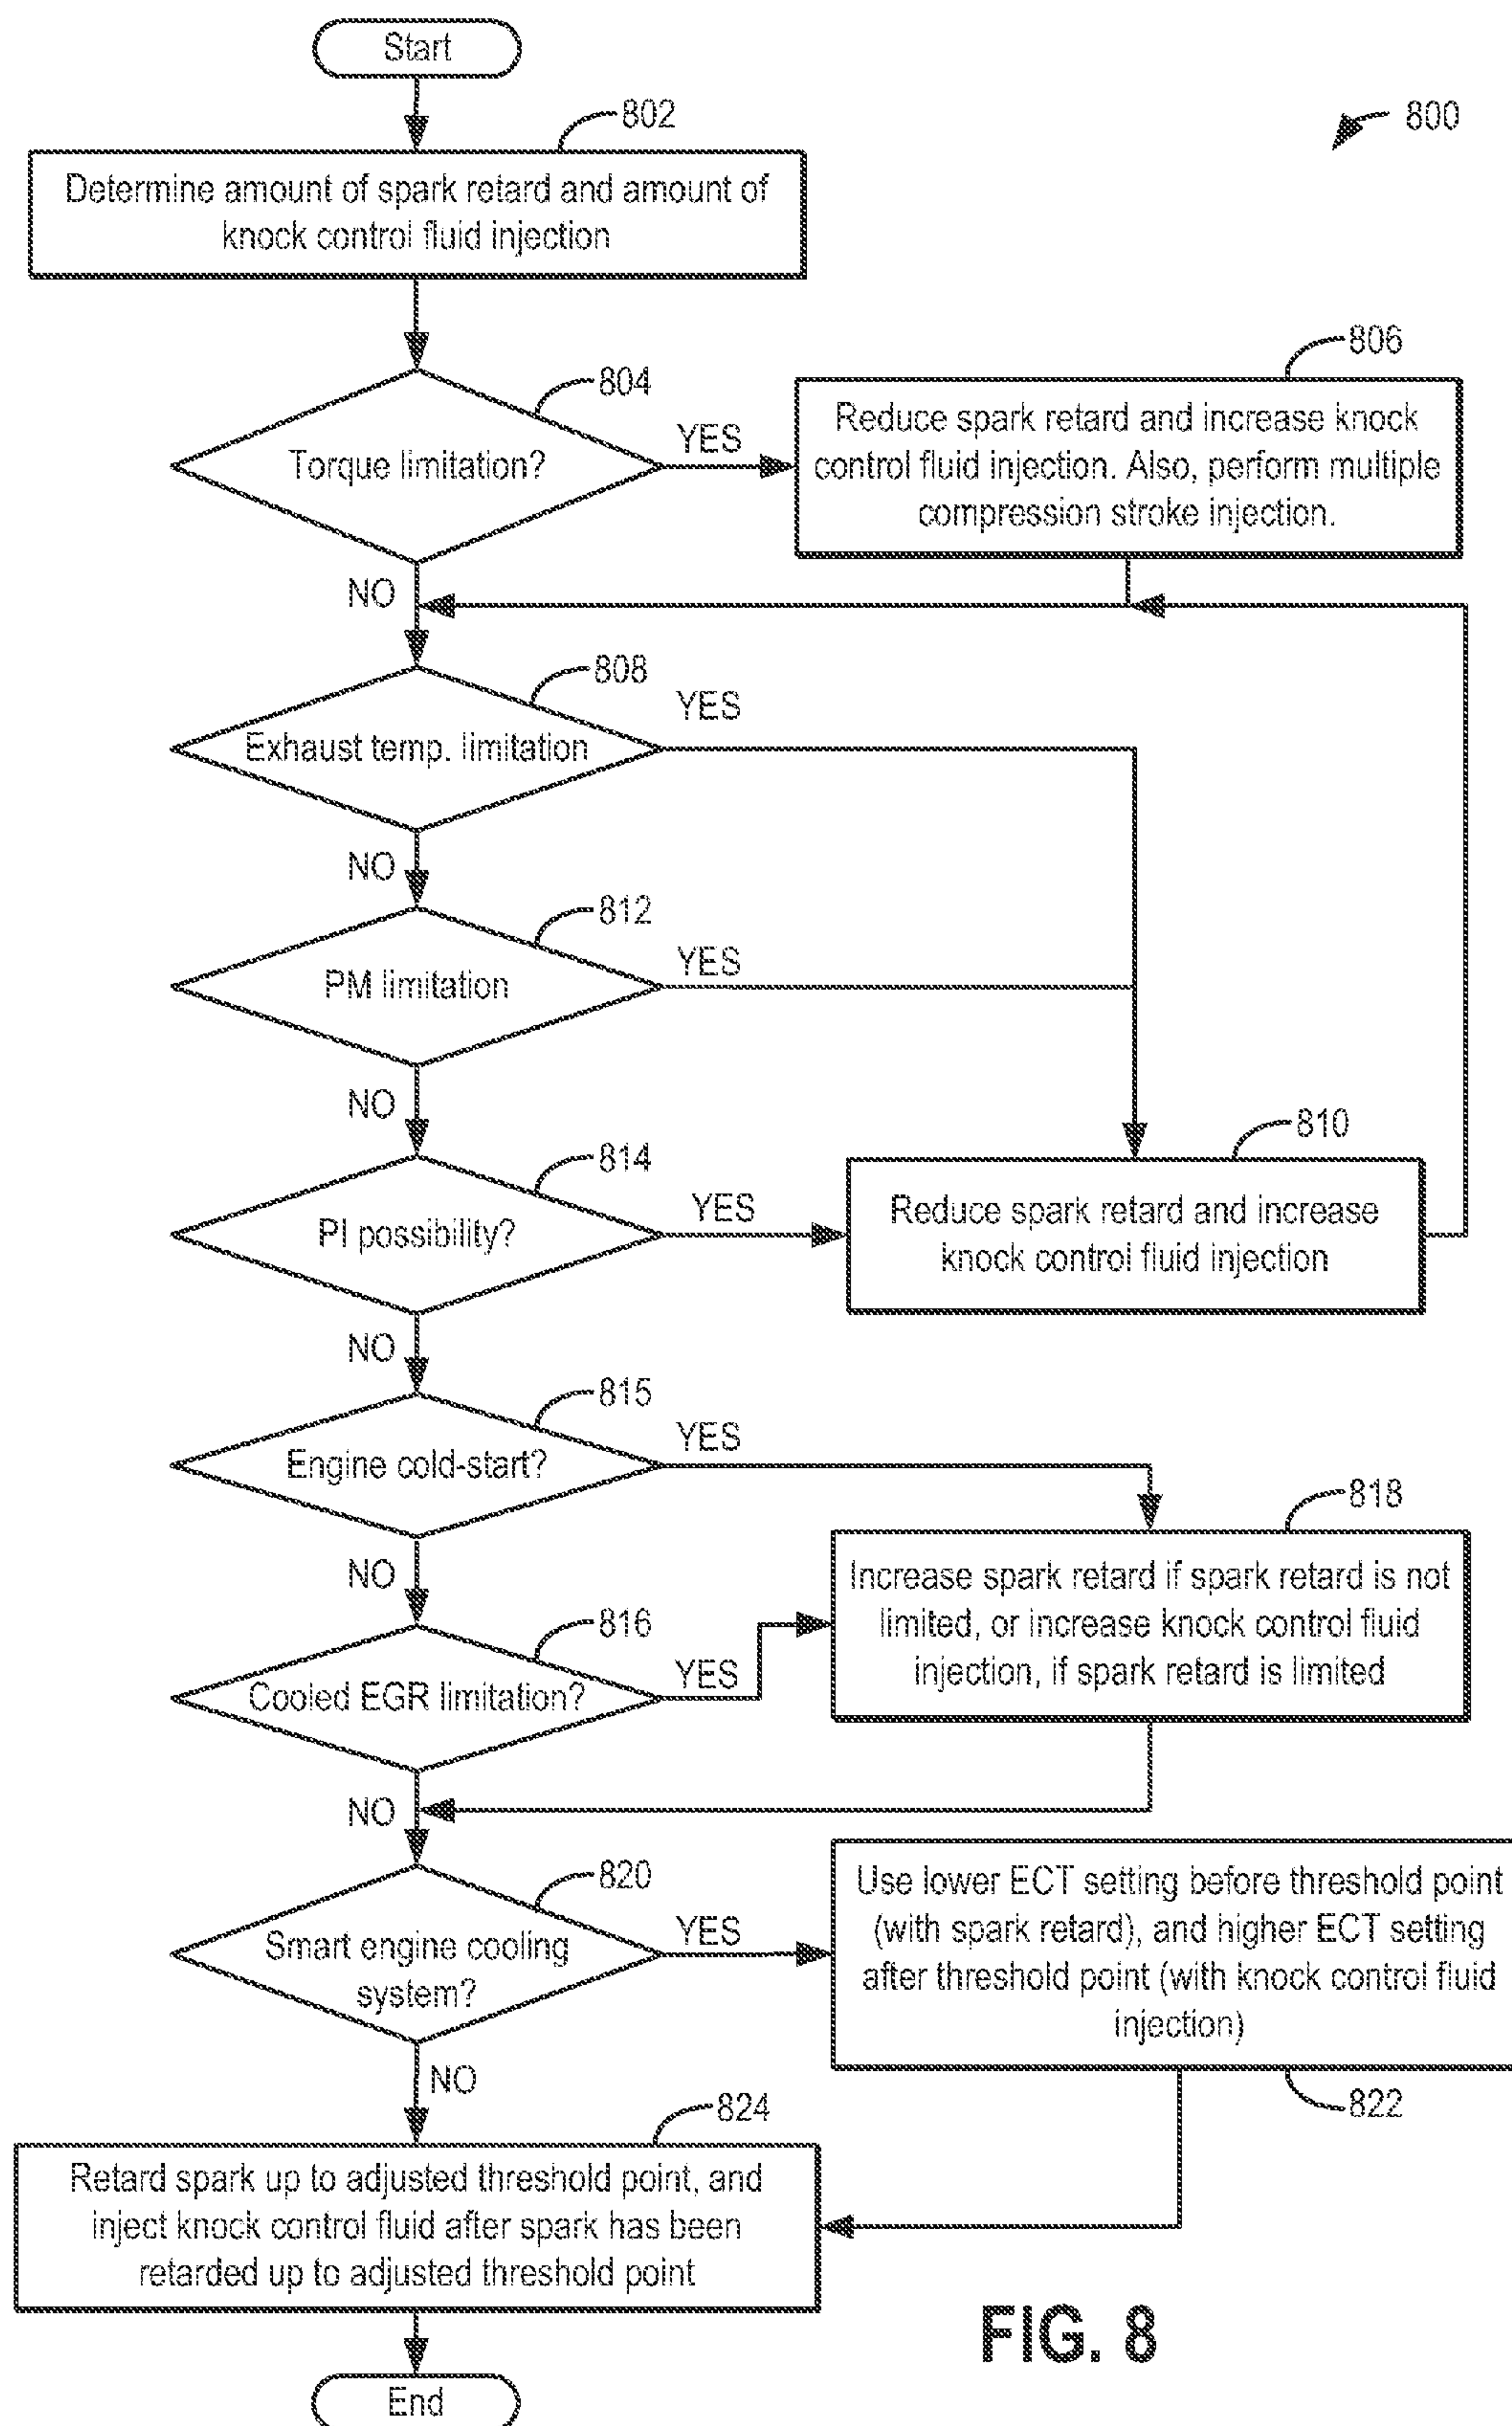 Start
800
802
Determine amount of spark retard and amount of
knock control fluid injection
804
Torque limitation?
YES
NO
806
Reduce spark retard and increase knock
control fluid injection. Also, perform multiple
compression stroke injection.
808
Exhaust temp. limitation
YES
NO
812
PM limitation
YES
NO
814
PI possibility?
YES
NO
810
Reduce spark retard and increase
knock control fluid injection
815
Engine cold-start?
YES
NO
818
Increase spark retard if spark retard is not
limited, or increase knock control fluid
injection, if spark retard is limited
816
Cooled EGR limitation?
YES
NO
820
Smart engine cooling
system?
YES
NO
Use lower ECT setting before threshold point
(with spark retard), and higher ECT setting
after threshold point (with knock control fluid
injection)
822
824
Retard spark up to adjusted threshold point, and
inject knock control fluid after spark has been
retarded up to adjusted threshold point
End
FIG. 8